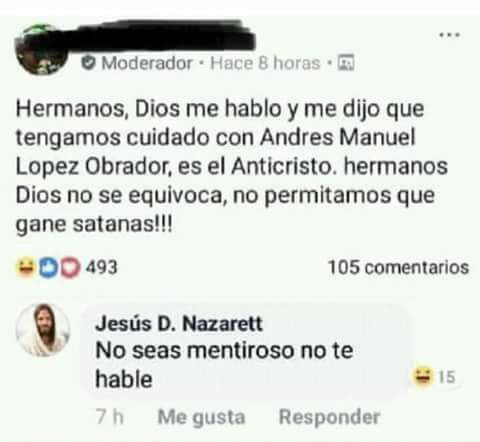 Moderador · Hace 8 horas ·
Hermanos, Dios me hablo y me dijo que
tengamos cuidado con Andres Manuel
Lopez Obrador, es el Anticristo. hermanos
Dios no se equivoca, no permitamos que
gane satanas!!!
493
105 comentarios
Jesús D. Nazarett
No seas mentiroso no te
hable
15
7 h Me gusta Responder